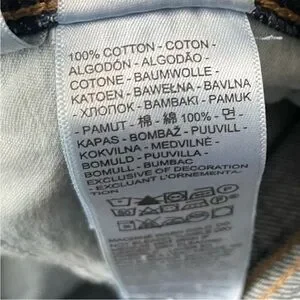 100% COTTON - COTON -
ALGODÓN - ALGODÃO -
COTONE - BAUMWOLLE -
KATOEN - BAWEŁNA - BAVLNA
- ХЛОПОК - BAMBAKI - PAMUK
- PAMUT - 棉 - 綿 100% - 면 -
KAPAS - BOMBAŽ - PUUVILL -
KOKVILNA - MEDVILNĖ -
BOMULD - PUUVILLA -
BOMULL - BUMBAC
EXCLUSIVE OF DECORATION
- EXCLUANT L'ORNEMENTA-
TION